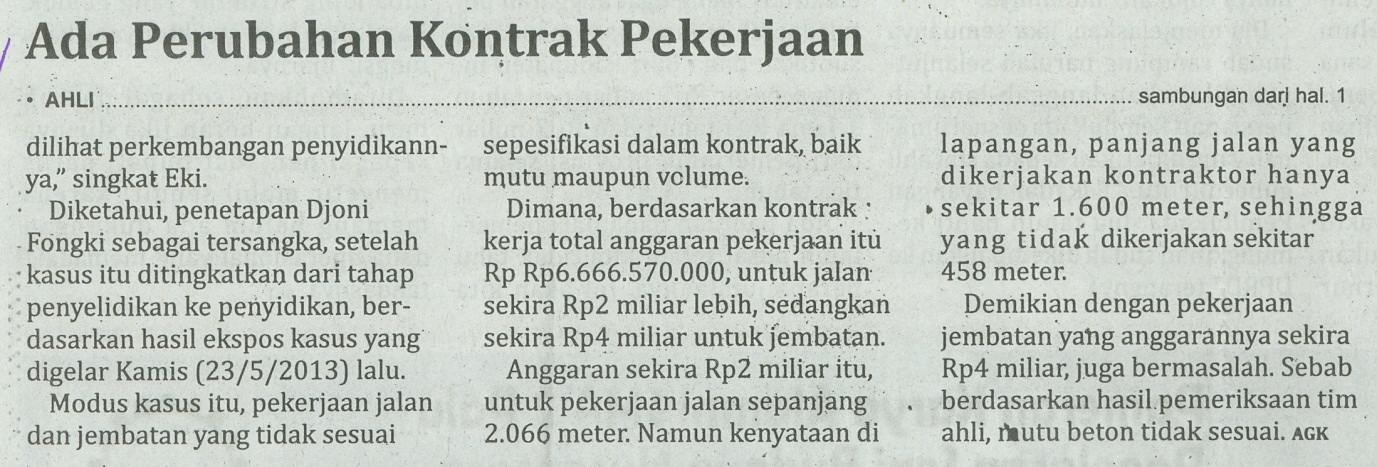 Ada Perubahan Kontrak Pekerjaan
• AHLI ........ sambungan dari hal. 1
dilihat perkembangan penyidikann-
ya,” singkat Eki.
Diketahui, penetapan Djoni
Fongki sebagai tersangka, setelah
kasus itu ditingkatkan dari tahap
penyelidikan ke penyidikan, ber-
dasarkan hasil ekspos kasus yang
digelar Kamis (23/5/2013) lalu.
Modus kasus itu, pekerjaan jalan
dan jembatan yang tidak sesuai
sepesifikasi dalam kontrak, baik
mutu maupun volume.
Dimana, berdasarkan kontrak
kerja total anggaran pekerjaan itu
Rp Rp6.666.570.000, untuk jalan
sekira Rp2 miliar lebih, sedangkan
sekira Rp4 miliar untuk jembatan.
Anggaran sekira Rp2 miliar itu,
untuk pekerjaan jalan sepanjang
2.066 meter. Namun kenyataan di
lapangan, panjang jalan yang
dikerjakan kontraktor hanya
sekitar 1.600 meter, sehingga
yang tidak dikerjakan sekitar
458 meter.
Demikian dengan pekerjaan
jembatan yang anggarannya sekira
Rp4 miliar, juga bermasalah. Sebab
berdasarkan hasil pemeriksaan tim
ahli, mutu beton tidak sesuai. AGK